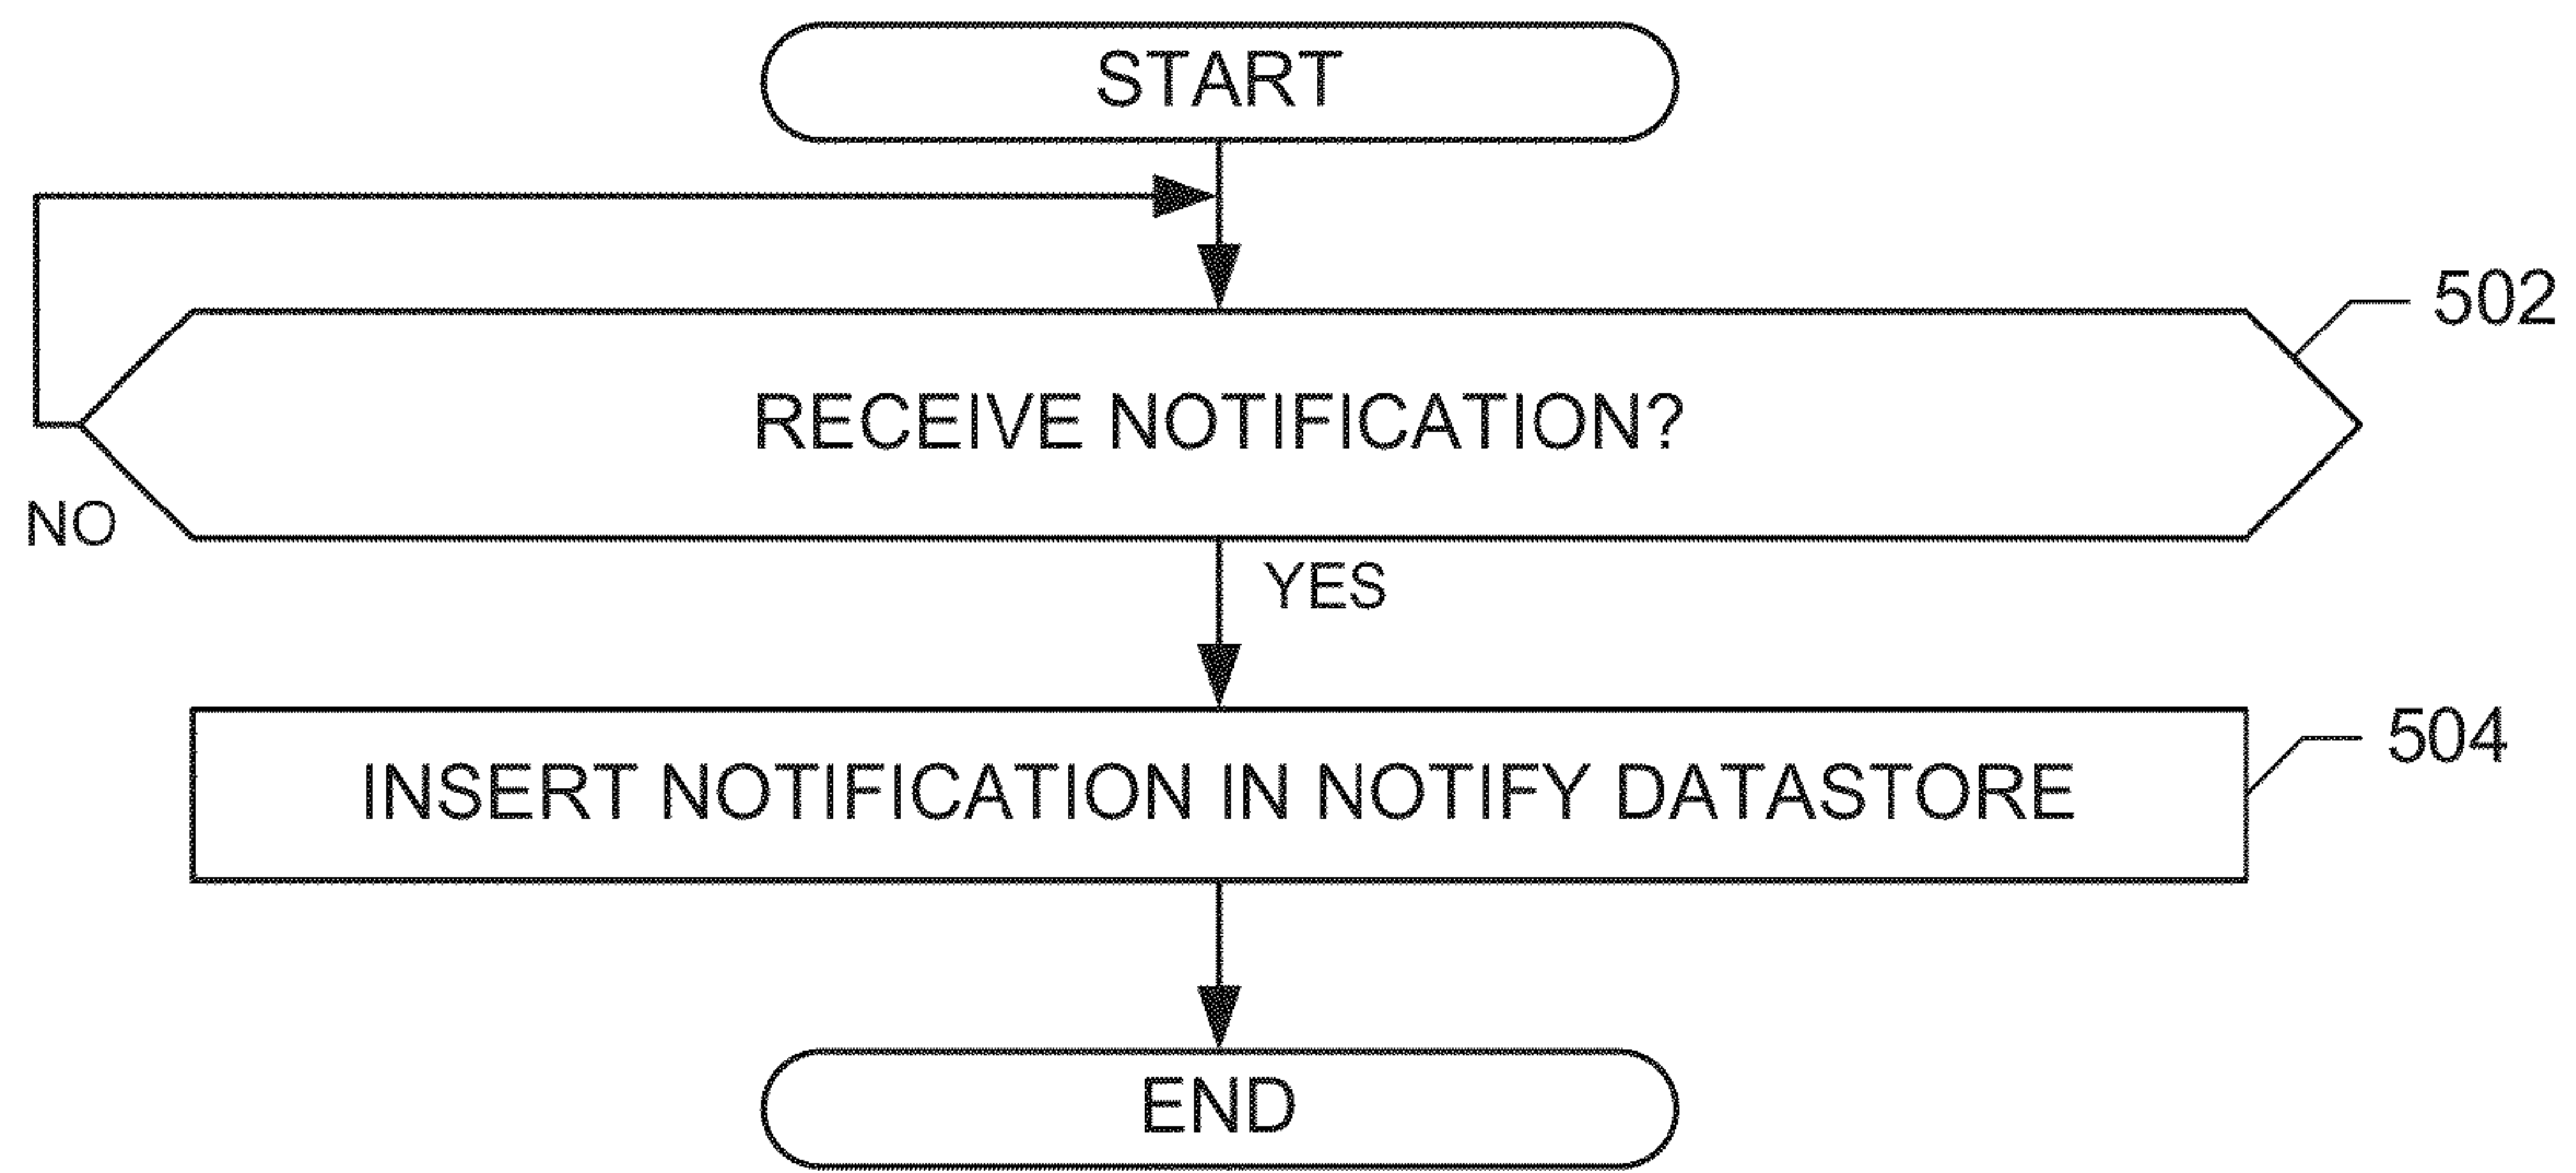 START
502
RECEIVE NOTIFICATION?
NO
YES
504
INSERT NOTIFICATION IN NOTIFY DATASTORE
END